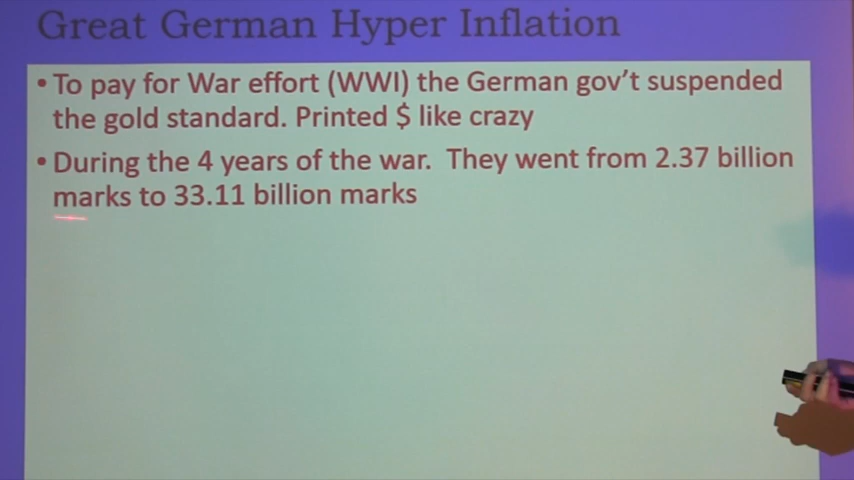 Great German Hyper Inflation
• To pay for War effort (WWI) the German gov't suspended
the gold standard. Printed $ like crazy
• During the 4 years of the war.  They went from 2.37 billion
marks to 33.11 billion marks